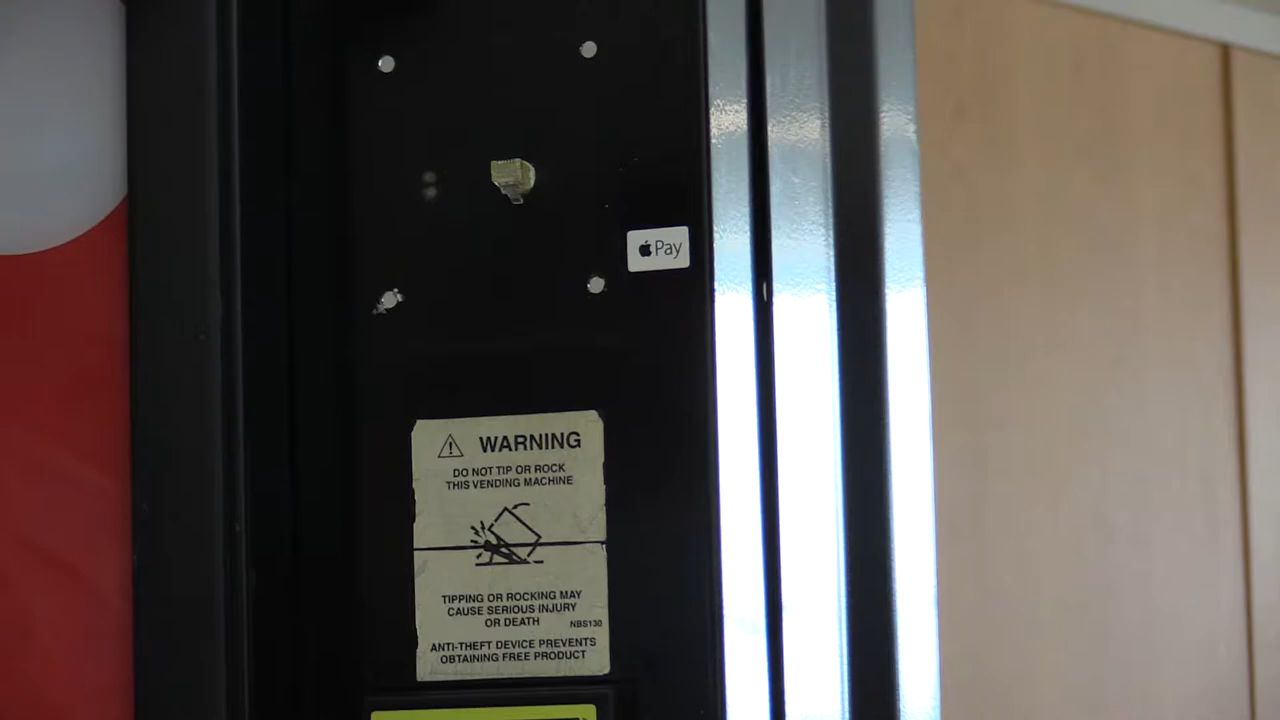 Pay
WARNING
DO NOT TIP OR ROCK
THIS VENDING MACHINE
TIPPING OR ROCKING MAY
CAUSE SERIOUS INJURY
OR DEATH
NBS130
ANTI-THEFT DEVICE PREVENTS
OBTAINING FREE PRODUCT